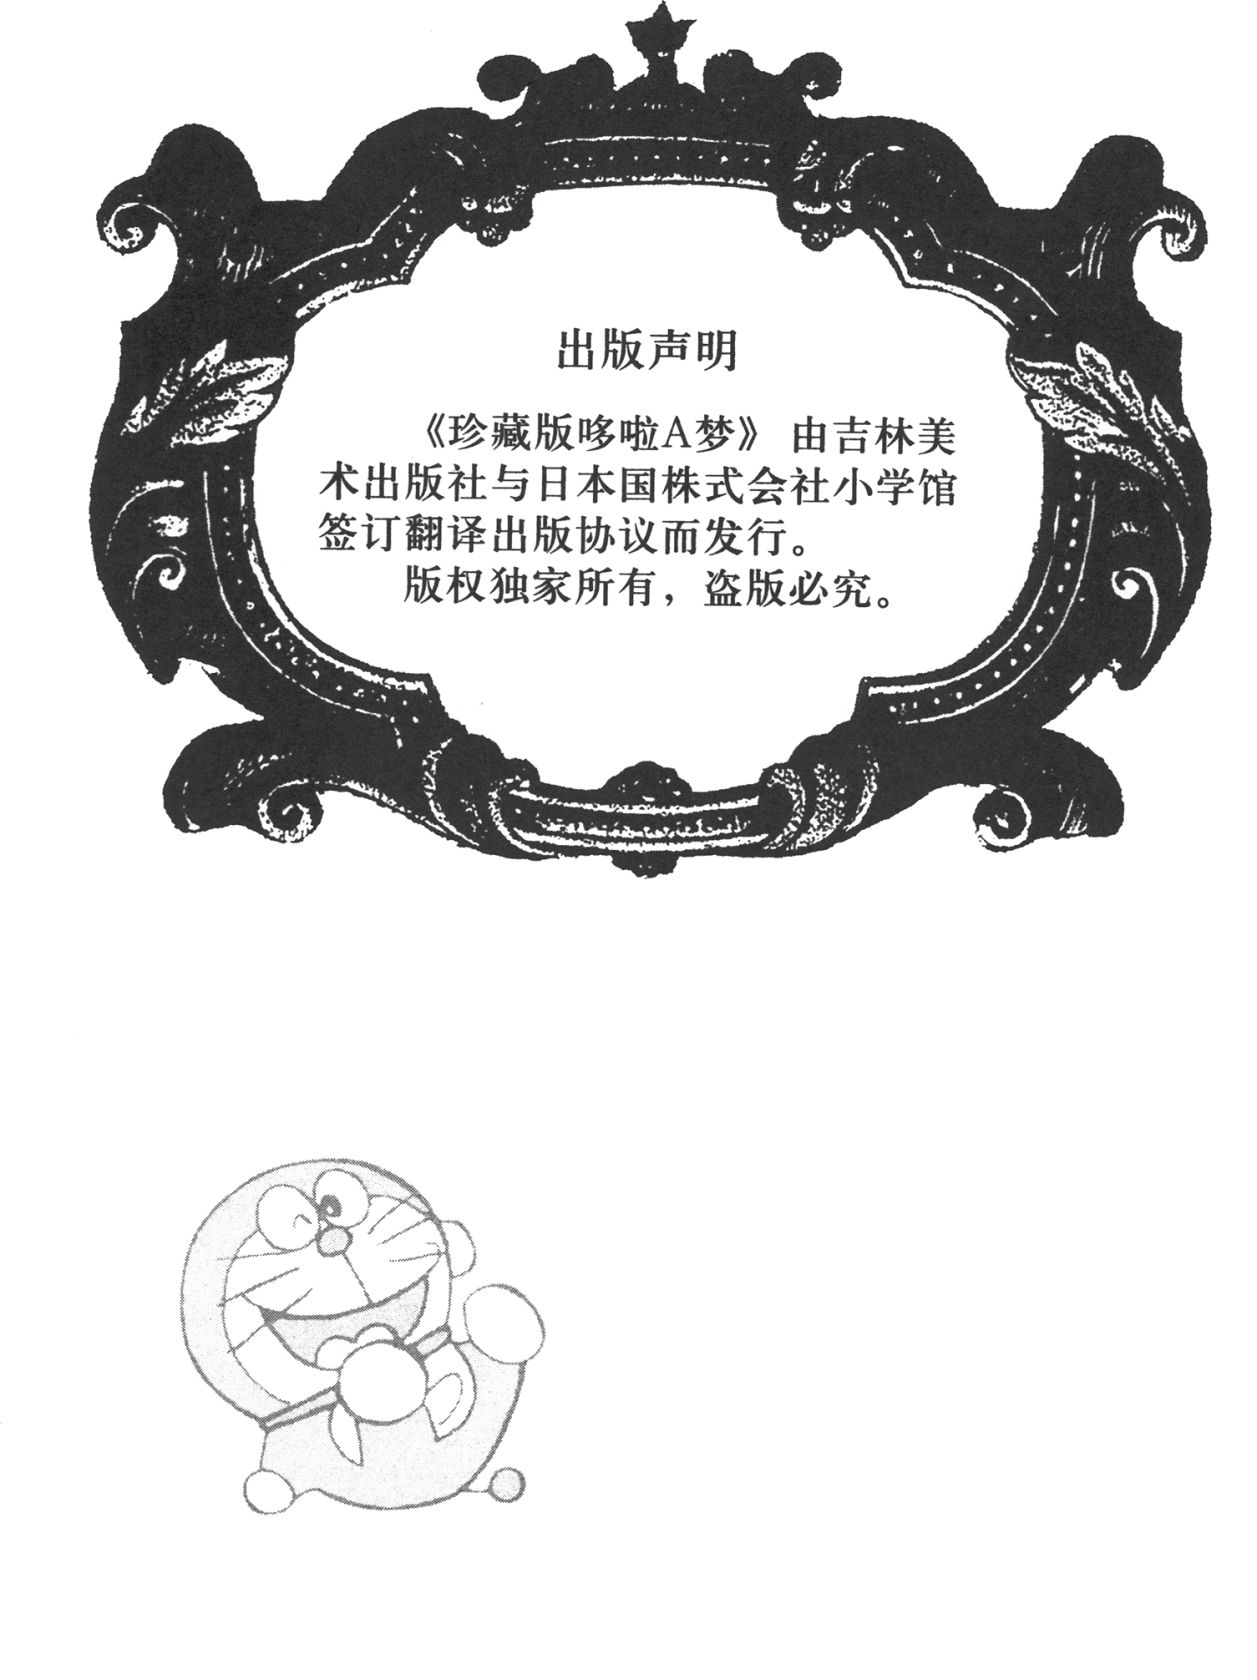 出版声明
《珍藏版哆啦A梦》 由吉林美
术出版社与日本国株式会社小学馆
签订翻译出版协议而发行。
版权独家所有，盗版必究。